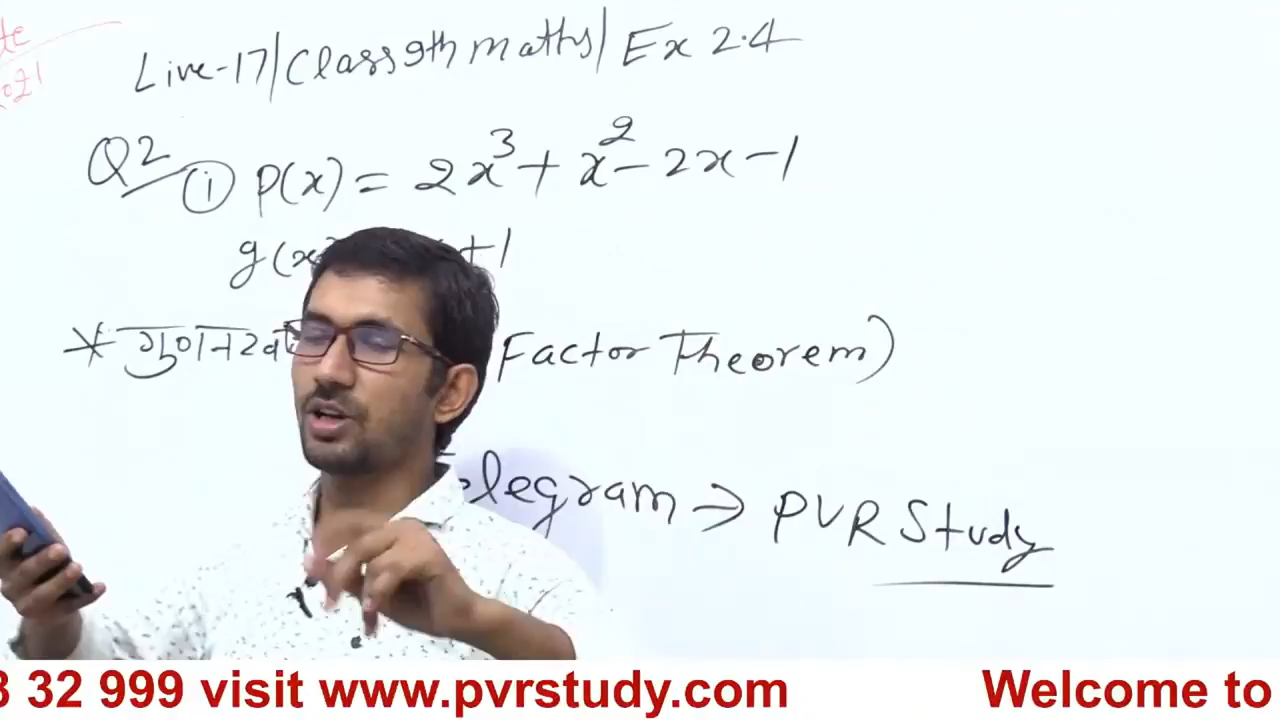 Live-17/Class 9th maths/ Ex 2.4
Q2 ① P(x) = 2x³ + x² - 2x - 1
g(x) +1
* गुणनख (Factor Theorem)
elegram → PVR Study
32 999 visit www.pvrstudy.com Welcome to